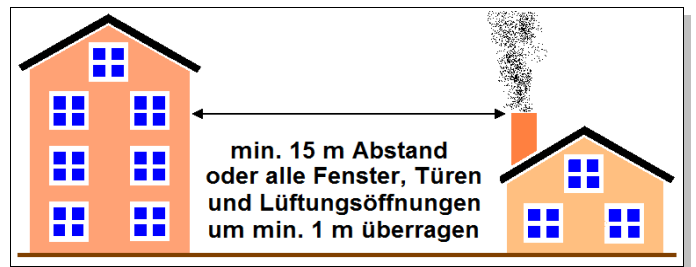 min. 15 m Abstand
oder alle Fenster, Türen
und Lüftungsöffnungen
um min. 1 m überragen